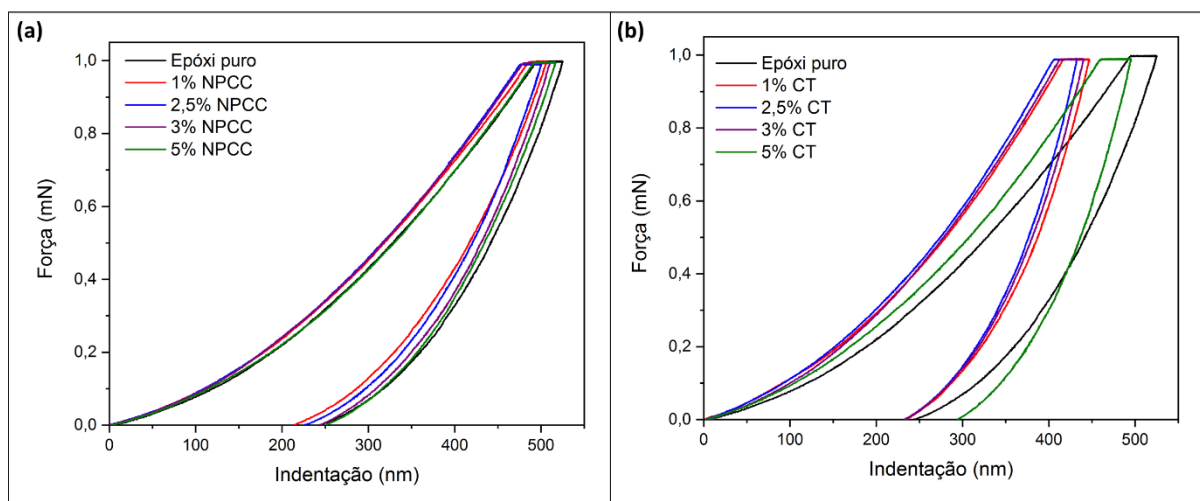 (a)
1,0
0,8
0,6
0,4
0,2
0,0
Força (mN)
Epóxi puro
1% NPCC
2,5% NPCC
3% NPCC
5% NPCC
0 100 200 300 400 500
Indentação (nm)
(b)
1,0
0,8
0,6
0,4
0,2
0,0
Força (mN)
Epóxi puro
1% CT
2,5% CT
3% CT
5% CT
0 100 200 300 400 500
Indentação (nm)